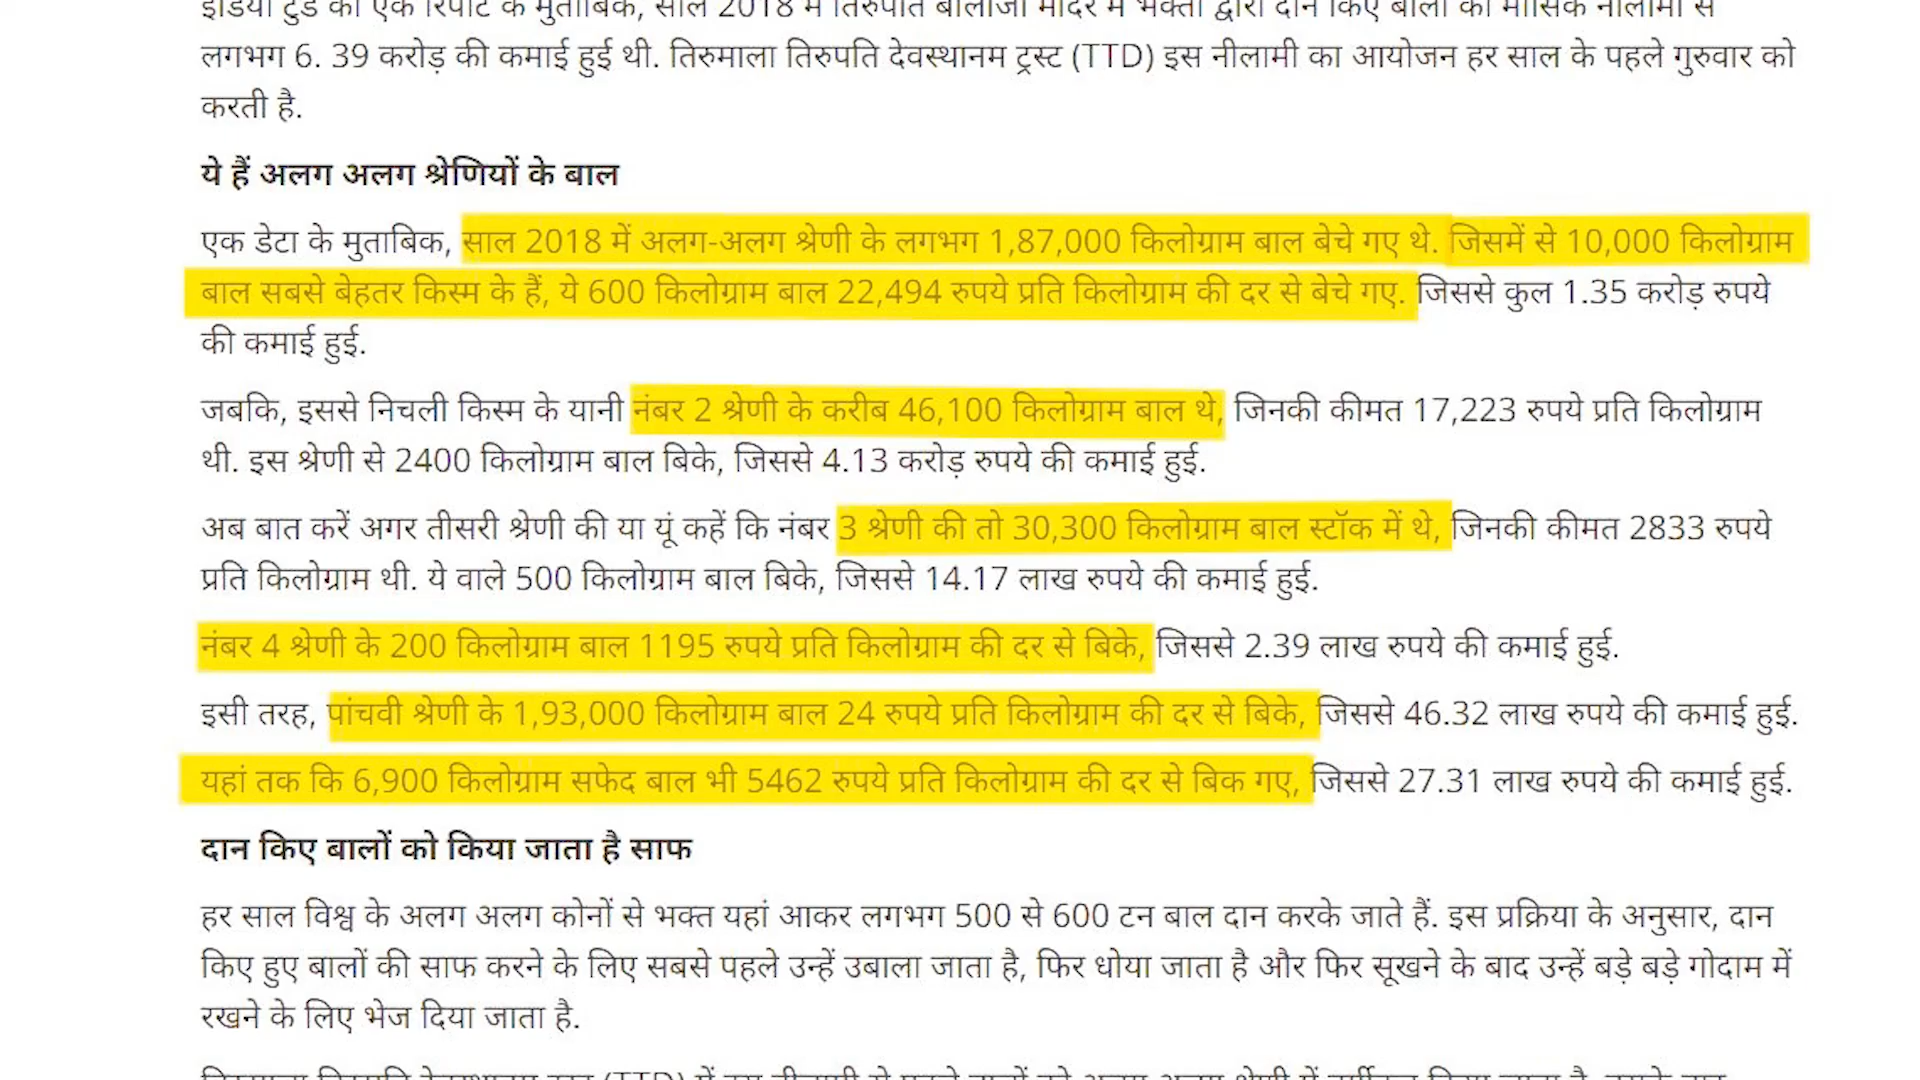 इंडिया टुडे की एक रिपोर्ट के मुताबिक, साल 2018 में तिरुपति बालाजी मंदिर में भक्तों द्वारा दान किए बालों की मासिक नीलामी से
लगभग 6. 39 करोड़ की कमाई हुई थी. तिरुमाला तिरुपति देवस्थानम ट्रस्ट (TTD) इस नीलामी का आयोजन हर साल के पहले गुरुवार को
करती है.
ये हैं अलग अलग श्रेणियों के बाल
एक डेटा के मुताबिक, साल 2018 में अलग-अलग श्रेणी के लगभग 1,87,000 किलोग्राम बाल बेचे गए थे. जिसमें से 10,000 किलोग्राम
बाल सबसे बेहतर किस्म के हैं, ये 600 किलोग्राम बाल 22,494 रुपये प्रति किलोग्राम की दर से बेचे गए. जिससे कुल 1.35 करोड़ रुपये
की कमाई हुई.
जबकि, इससे निचली किस्म के यानी नंबर 2 श्रेणी के करीब 46,100 किलोग्राम बाल थे, जिनकी कीमत 17,223 रुपये प्रति किलोग्राम
थी. इस श्रेणी से 2400 किलोग्राम बाल बिके, जिससे 4.13 करोड़ रुपये की कमाई हुई.
अब बात करें अगर तीसरी श्रेणी की या यूं कहें कि नंबर 3 श्रेणी की तो 30,300 किलोग्राम बाल स्टॉक में थे, जिनकी कीमत 2833 रुपये
प्रति किलोग्राम थी. ये वाले 500 किलोग्राम बाल बिके, जिससे 14.17 लाख रुपये की कमाई हुई.
नंबर 4 श्रेणी के 200 किलोग्राम बाल 1195 रुपये प्रति किलोग्राम की दर से बिके, जिससे 2.39 लाख रुपये की कमाई हुई.
इसी तरह, पांचवी श्रेणी के 1,93,000 किलोग्राम बाल 24 रुपये प्रति किलोग्राम की दर से बिके, जिससे 46.32 लाख रुपये की कमाई हुई.
यहां तक कि 6,900 किलोग्राम सफेद बाल भी 5462 रुपये प्रति किलोग्राम की दर से बिक गए, जिससे 27.31 लाख रुपये की कमाई हुई.
दान किए बालों को किया जाता है साफ
हर साल विश्व के अलग अलग कोनों से भक्त यहां आकर लगभग 500 से 600 टन बाल दान करके जाते हैं. इस प्रक्रिया के अनुसार, दान
किए हुए बालों की साफ करने के लिए सबसे पहले उन्हें उबाला जाता है, फिर धोया जाता है और फिर सूखने के बाद उन्हें बड़े बड़े गोदाम में
रखने के लिए भेज दिया जाता है.